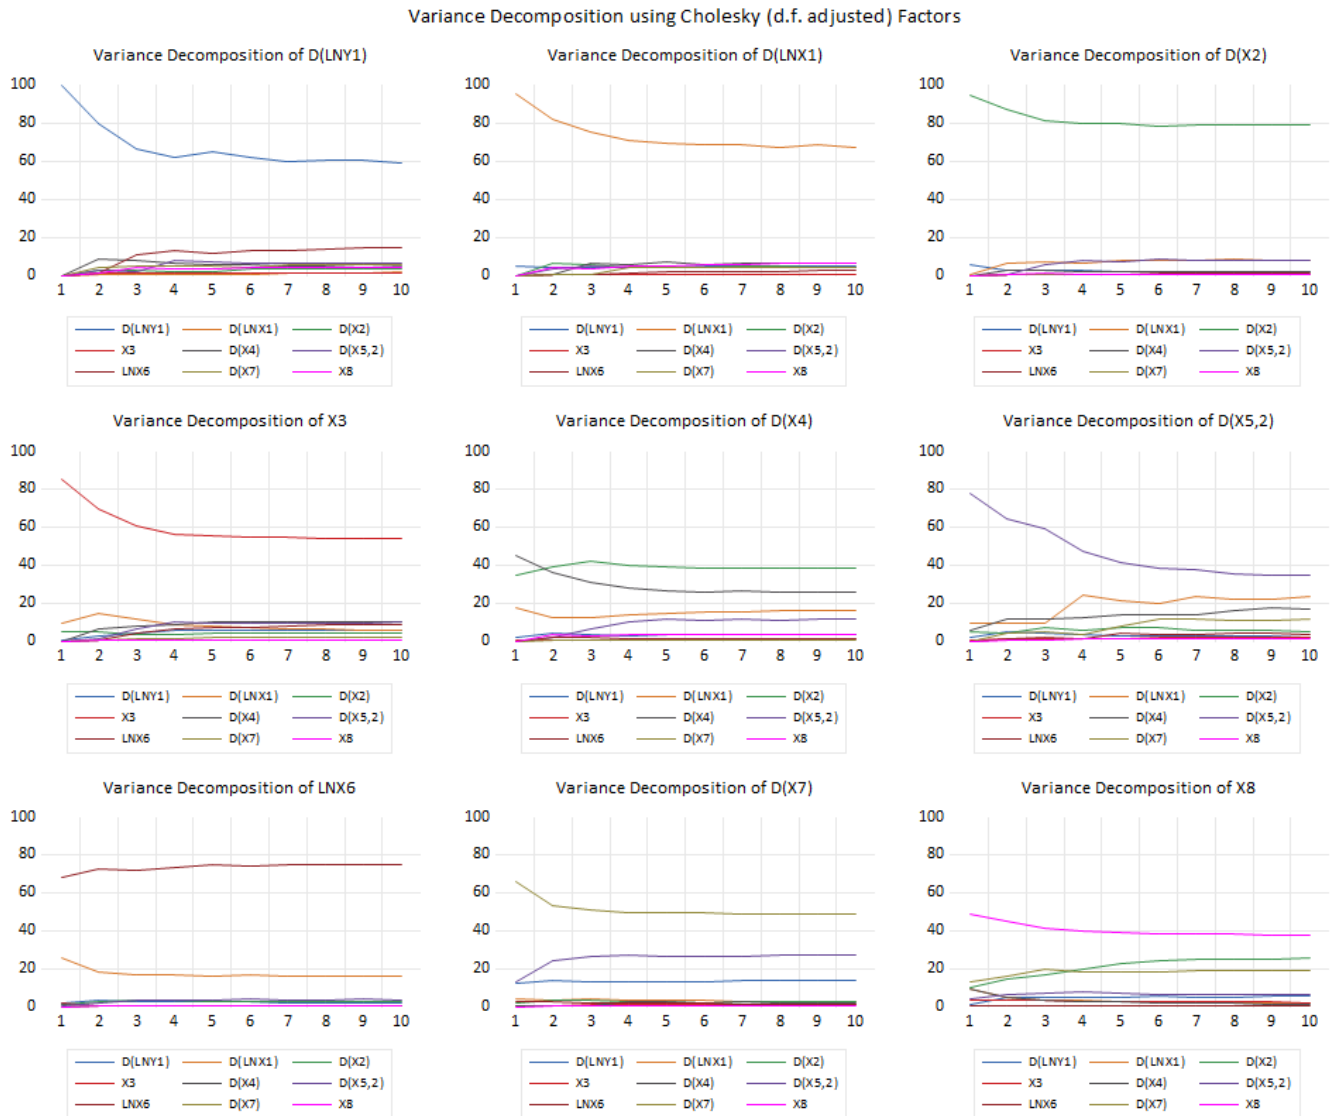 Variance Decomposition using Cholesky (d.f. adjusted) Factors
Variance Decomposition of D(LNY1)
100
80
60
40
20
0
1 2 3 4 5 6 7 8 9 10
D(LNY1) D(LNX1) D(X2)
X3 D(X4) D(X5,2)
LNX6 D(X7) X8
Variance Decomposition of D(LNX1)
100
80
60
40
20
0
1 2 3 4 5 6 7 8 9 10
D(LNY1) D(LNX1) D(X2)
X3 D(X4) D(X5,2)
LNX6 D(X7) X8
Variance Decomposition of D(X2)
100
80
60
40
20
0
1 2 3 4 5 6 7 8 9 10
D(LNY1) D(LNX1) D(X2)
X3 D(X4) D(X5,2)
LNX6 D(X7) X8
Variance Decomposition of X3
100
80
60
40
20
0
1 2 3 4 5 6 7 8 9 10
D(LNY1) D(LNX1) D(X2)
X3 D(X4) D(X5,2)
LNX6 D(X7) X8
Variance Decomposition of D(X4)
100
80
60
40
20
0
1 2 3 4 5 6 7 8 9 10
D(LNY1) D(LNX1) D(X2)
X3 D(X4) D(X5,2)
LNX6 D(X7) X8
Variance Decomposition of D(X5,2)
100
80
60
40
20
0
1 2 3 4 5 6 7 8 9 10
D(LNY1) D(LNX1) D(X2)
X3 D(X4) D(X5,2)
LNX6 D(X7) X8
Variance Decomposition of LNX6
100
80
60
40
20
0
1 2 3 4 5 6 7 8 9 10
D(LNY1) D(LNX1) D(X2)
X3 D(X4) D(X5,2)
LNX6 D(X7) X8
Variance Decomposition of D(X7)
100
80
60
40
20
0
1 2 3 4 5 6 7 8 9 10
D(LNY1) D(LNX1) D(X2)
X3 D(X4) D(X5,2)
LNX6 D(X7) X8
Variance Decomposition of X8
100
80
60
40
20
0
1 2 3 4 5 6 7 8 9 10
D(LNY1) D(LNX1) D(X2)
X3 D(X4) D(X5,2)
LNX6 D(X7) X8